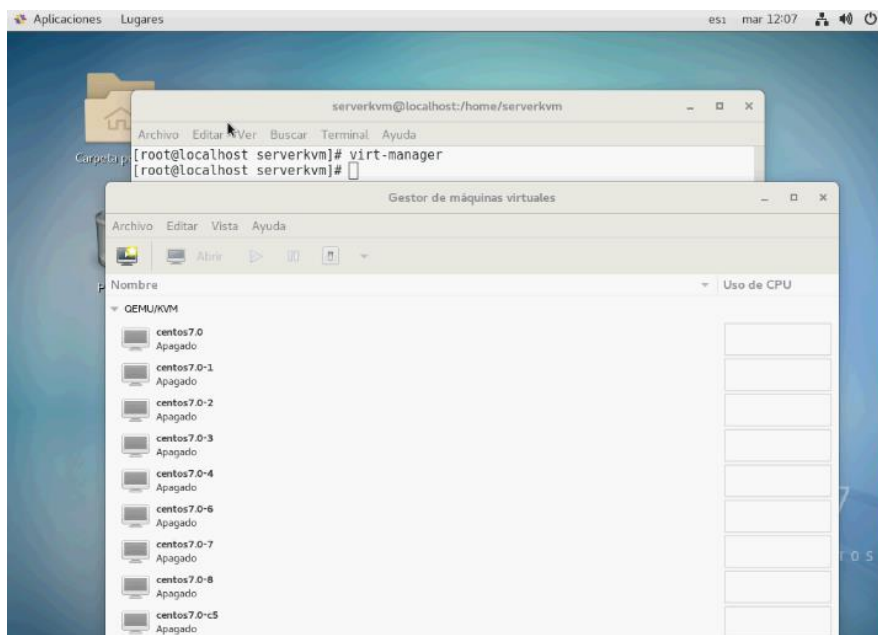 Aplicaciones Lugares es1 mar 12:07
serverkvm@localhost:/home/serverkvm
Archivo Editar Ver Buscar Terminal Ayuda
Carpeta p
[root@localhost serverkvm]# virt-manager
[root@localhost serverkvm]#
Gestor de máquinas virtuales
Archivo Editar Vista Ayuda
Abrir
Nombre Uso de CPU
QEMU/KVM
centos7.0
Apagado
centos7.0-1
Apagado
centos7.0-2
Apagado
centos7.0-3
Apagado
centos7.0-4
Apagado
centos7.0-6
Apagado
centos7.0-7
Apagado
centos7.0-8
Apagado
centos7.0-c5
Apagado
7
ros